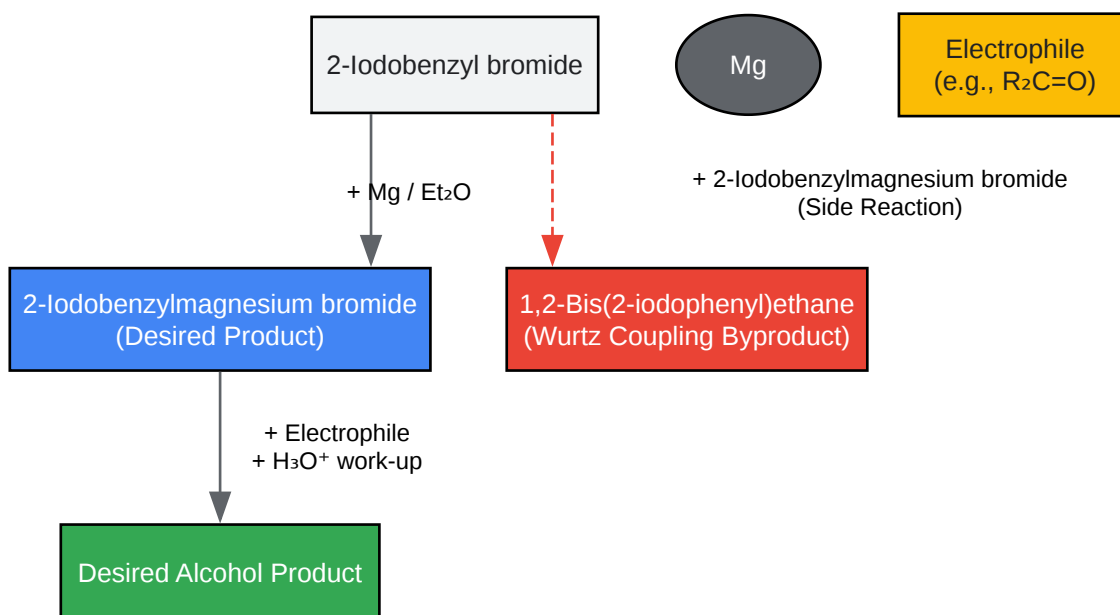 2-Iodobenzyl bromide
Mg
Electrophile
(e.g., R₂C=O)
+ Mg / Et₂O
+ 2-Iodobenzylmagnesium bromide
(Side Reaction)
2-Iodobenzylmagnesium bromide
(Desired Product)
1,2-Bis(2-iodophenyl)ethane
(Wurtz Coupling Byproduct)
+ Electrophile
+ H₃O⁺ work-up
Desired Alcohol Product